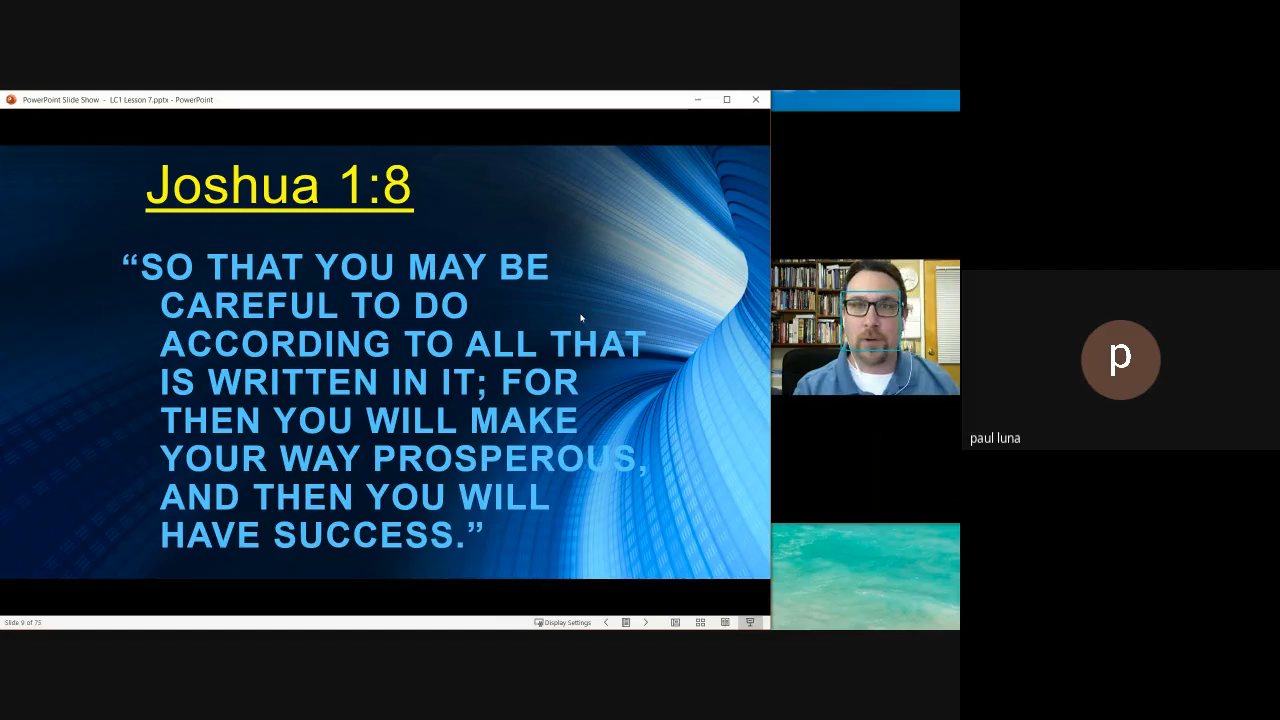 PowerPoint Slide Show - LC1 Lesson 7.pptx - PowerPoint
Joshua 1:8
“SO THAT YOU MAY BE
CAREFUL TO DO
ACCORDING TO ALL THAT
IS WRITTEN IN IT; FOR
THEN YOU WILL MAKE
YOUR WAY PROSPEROUS,
AND THEN YOU WILL
HAVE SUCCESS.”
Slide 9 of 75
Display Settings
p
paul luna